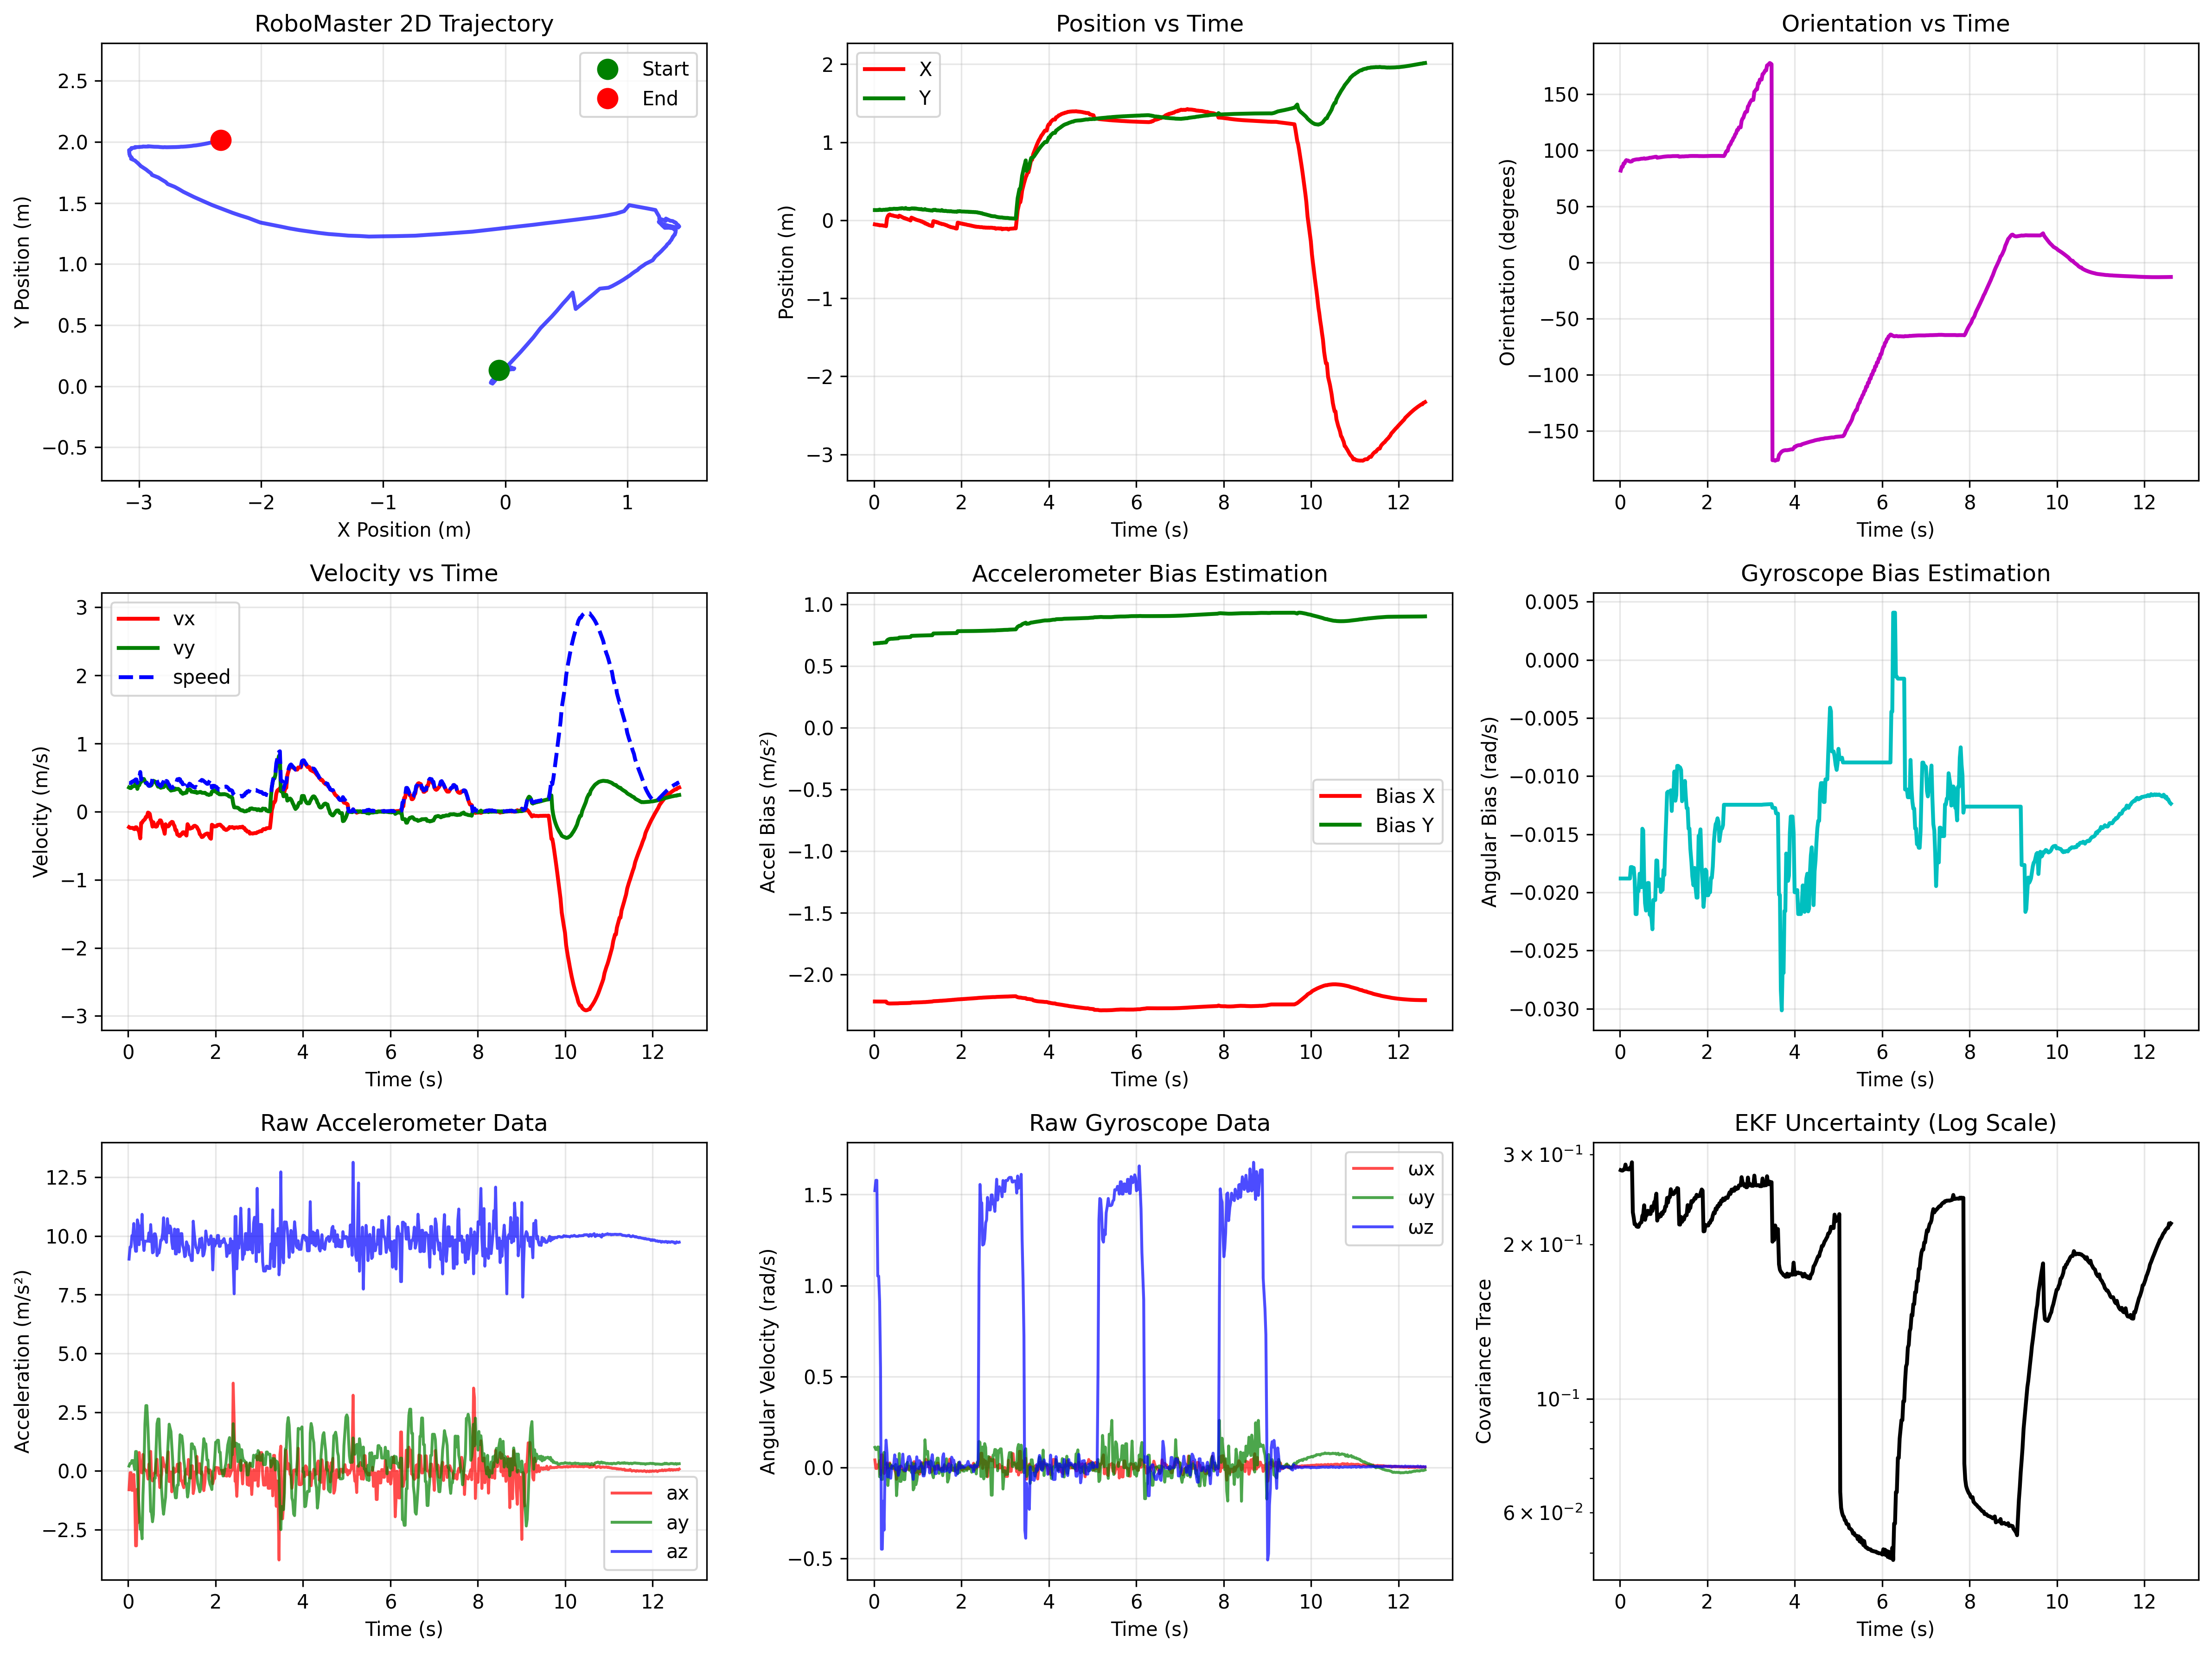 RoboMaster 2D Trajectory
Start
End
2.5
2.0
1.5
1.0
0.5
0.0
−0.5
Y Position (m)
−3
−2
−1
0
1
X Position (m)
Position vs Time
X
Y
2
1
0
−1
−2
−3
Position (m)
0
2
4
6
8
10
12
Time (s)
Orientation vs Time
150
100
50
0
−50
−100
−150
Orientation (degrees)
0
2
4
6
8
10
12
Time (s)
Velocity vs Time
vx
vy
speed
3
2
1
0
−1
−2
−3
Velocity (m/s)
0
2
4
6
8
10
12
Time (s)
Accelerometer Bias Estimation
Bias X
Bias Y
1.0
0.5
0.0
−0.5
−1.0
−1.5
−2.0
Accel Bias (m/s²)
0
2
4
6
8
10
12
Time (s)
Gyroscope Bias Estimation
0.005
0.000
−0.005
−0.010
−0.015
−0.020
−0.025
−0.030
Angular Bias (rad/s)
0
2
4
6
8
10
12
Time (s)
Raw Accelerometer Data
ax
ay
az
12.5
10.0
7.5
5.0
2.5
0.0
−2.5
Acceleration (m/s²)
0
2
4
6
8
10
12
Time (s)
Raw Gyroscope Data
ωx
ωy
ωz
1.5
1.0
0.5
0.0
−0.5
Angular Velocity (rad/s)
0
2
4
6
8
10
12
Time (s)
EKF Uncertainty (Log Scale)
3 × 10⁻¹
2 × 10⁻¹
10⁻¹
6 × 10⁻²
Covariance Trace
0
2
4
6
8
10
12
Time (s)